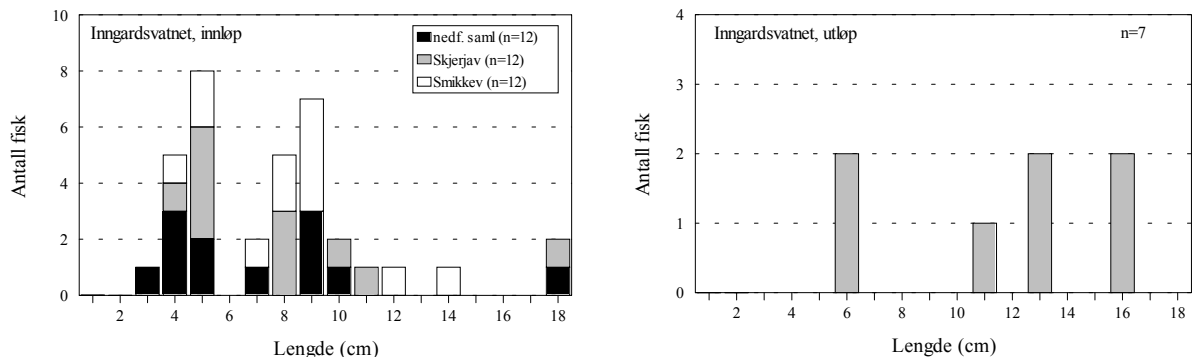 Inngardsvatnet, innløp
nedf. saml (n=12)
Skjerjav (n=12)
Smikkev (n=12)
Antall fisk
10
8
6
4
2
0
2 4 6 8 10 12 14 16 18
Lengde (cm)
Inngardsvatnet, utløp n=7
Antall fisk
4
3
2
1
0
2 4 6 8 10 12 14 16 18
Lengde (cm)